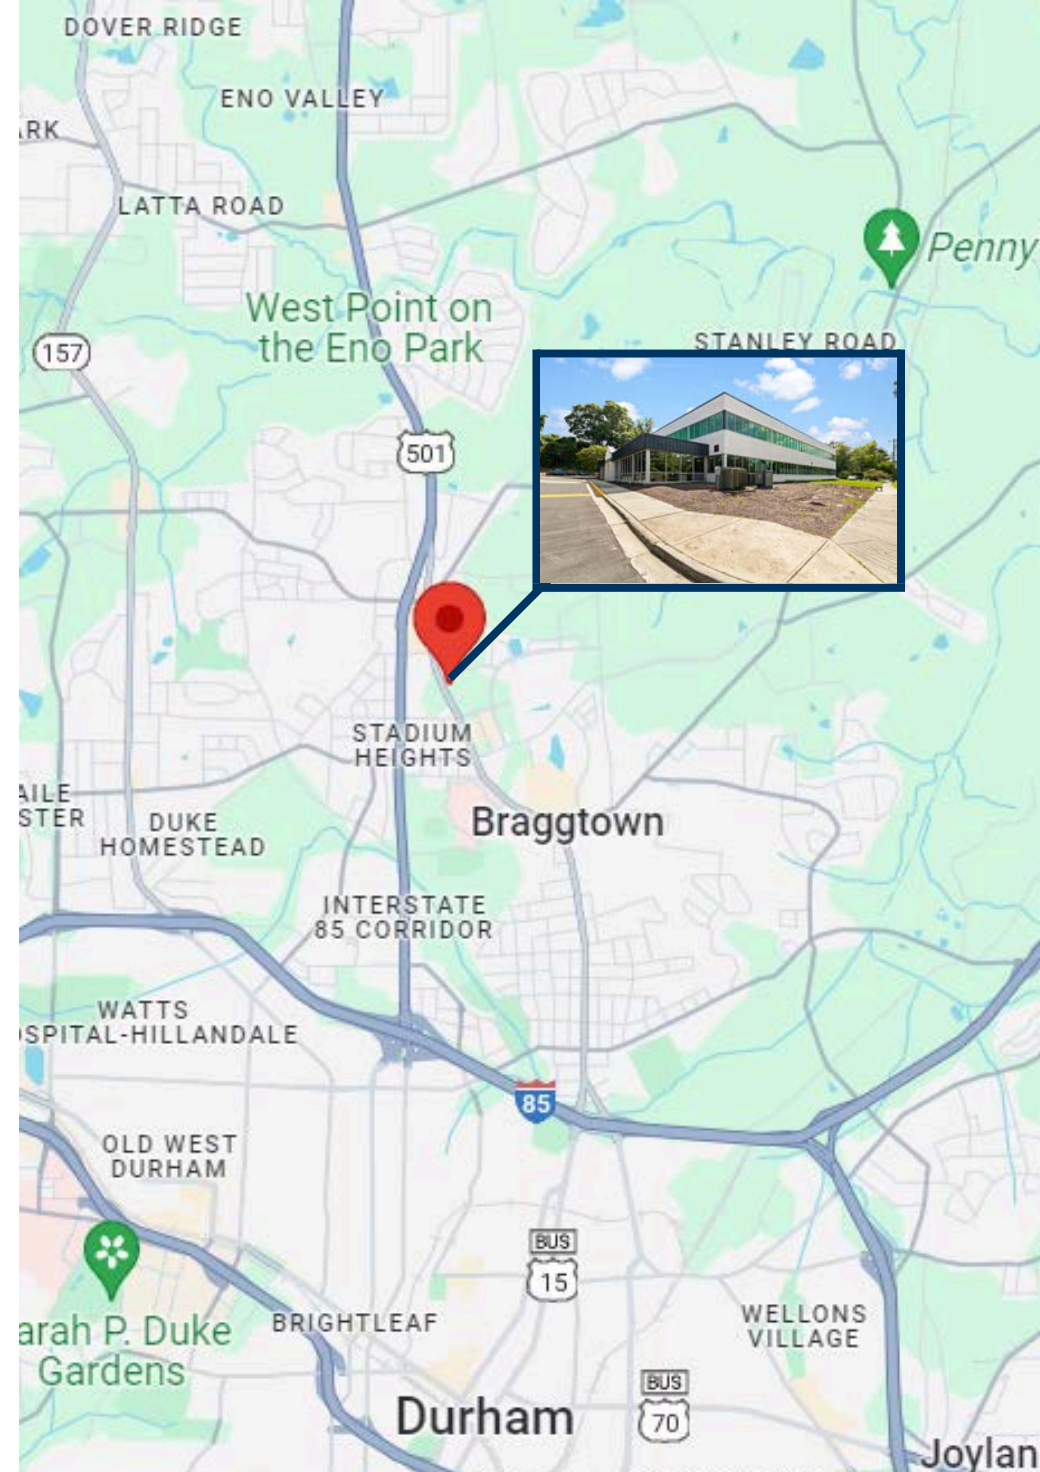 DOVER RIDGE
ENO VALLEY
ARK
LATTA ROAD
Penny
West Point on
the Eno Park
STANLEY ROAD
157
501
STADIUM
HEIGHTS
AILE
STER
DUKE
HOMESTEAD
Braggtown
INTERSTATE
85 CORRIDOR
WATTS
OSPITAL-HILLANDALE
85
OLD WEST
DURHAM
BUS
15
arah P. Duke
Gardens
BRIGHTLEAF
WELLONS
VILLAGE
BUS
70
Durham
Joylan